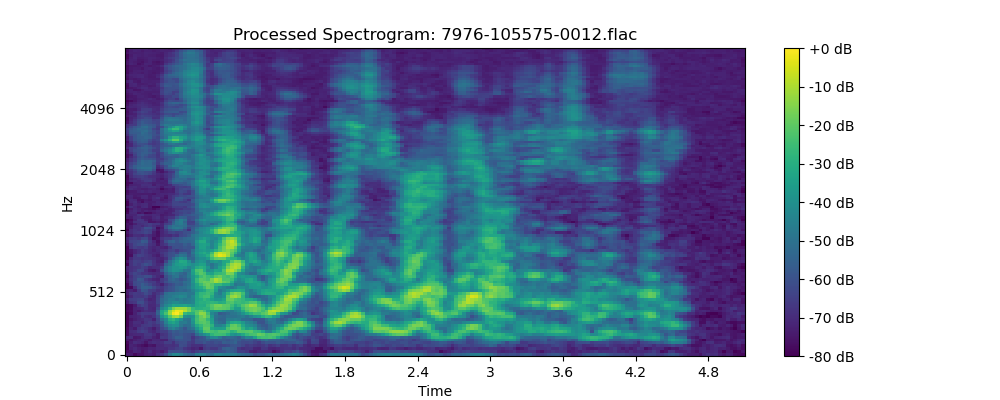 Processed Spectrogram: 7976-105575-0012.flac
Hz
4096
2048
1024
512
0
0 0.6 1.2 1.8 2.4 3 3.6 4.2 4.8
Time
+0 dB
-10 dB
-20 dB
-30 dB
-40 dB
-50 dB
-60 dB
-70 dB
-80 dB